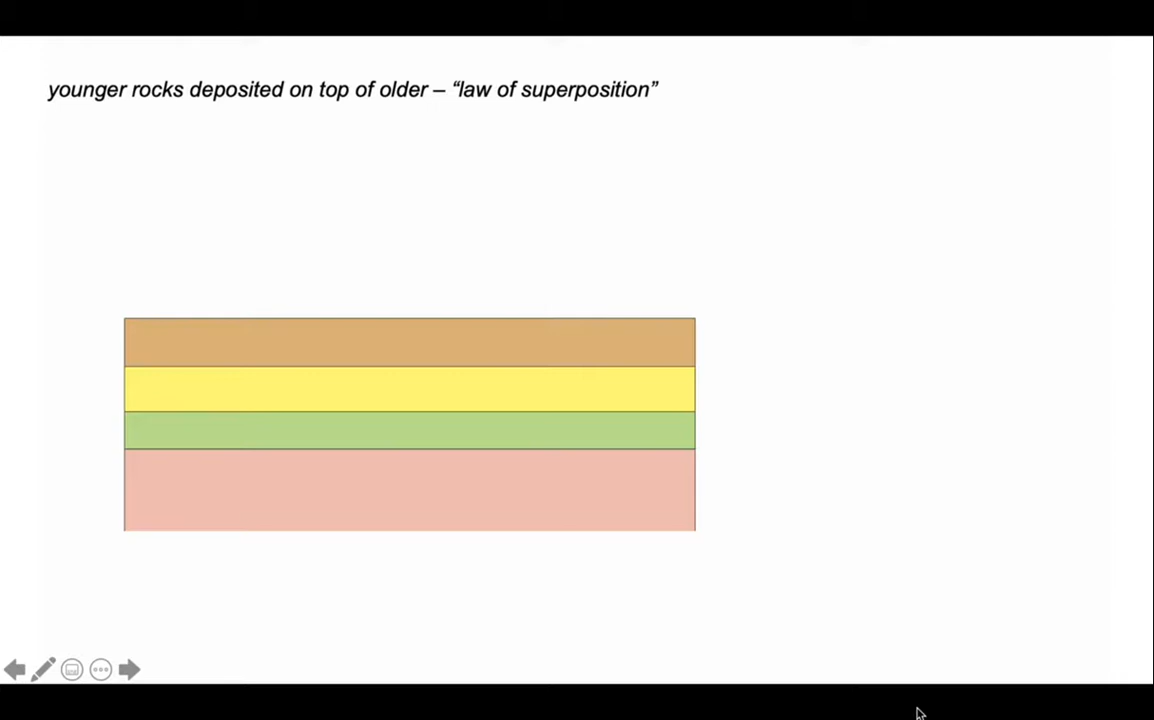 younger rocks deposited on top of older – “law of superposition”